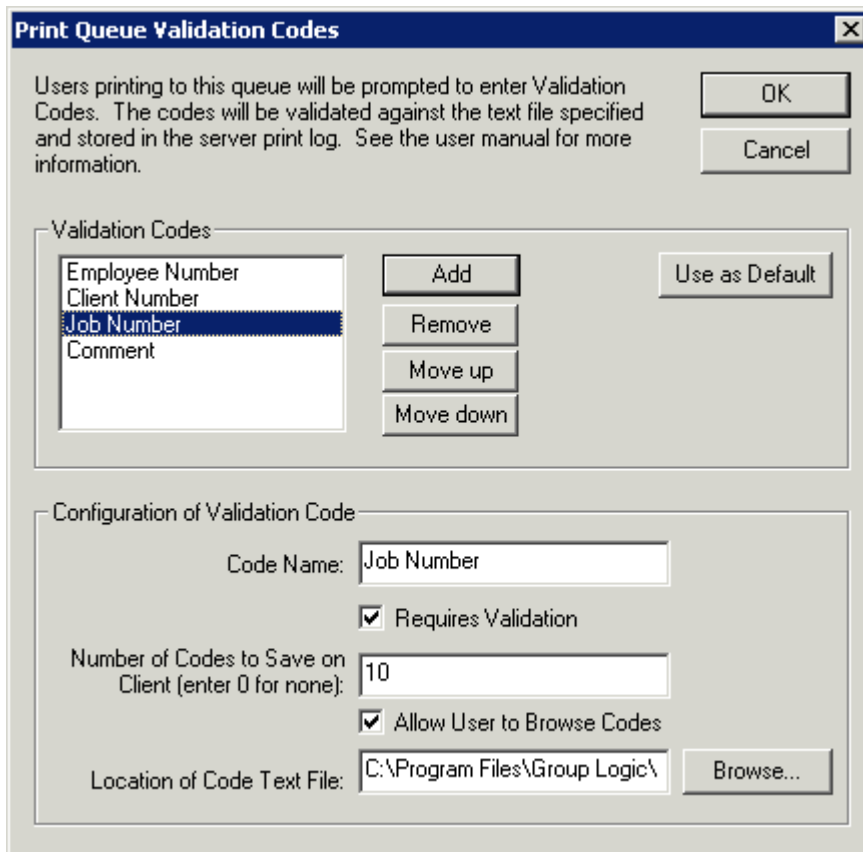 Print Queue Validation Codes
Users printing to this queue will be prompted to enter Validation
Codes. The codes will be validated against the text file specified
and stored in the server print log. See the user manual for more
information.
OK
Cancel
Validation Codes
Employee Number
Client Number
Job Number
Comment
Add
Remove
Move up
Move down
Use as Default
Configuration of Validation Code
Code Name:
Job Number
Requires Validation
Number of Codes to Save on
Client (enter 0 for none):
10
Allow User to Browse Codes
Location of Code Text File:
C:\Program Files\Group Logic\
Browse...